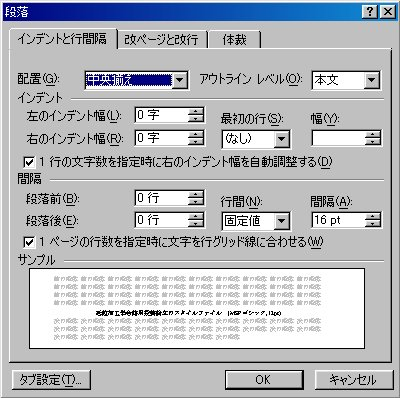 段落
インデントと行間隔 改ページと改行 体裁
配置(G): 中央揃え アウトライン レベル(O): 本文
インデント
左のインデント幅(L): 0 字 最初の行(S): 幅(Y):
右のインデント幅(R): 0 字 (なし)
1 行の文字数を指定時に右のインデント幅を自動調整する(D)
間隔
段落前(B): 0 行 行間(N): 間隔(A):
段落後(E): 0 行 固定値 16 pt
1 ページの行数を指定時に文字を行グリッド線に合わせる(W)
サンプル
タブ設定(T)... OK キャンセル